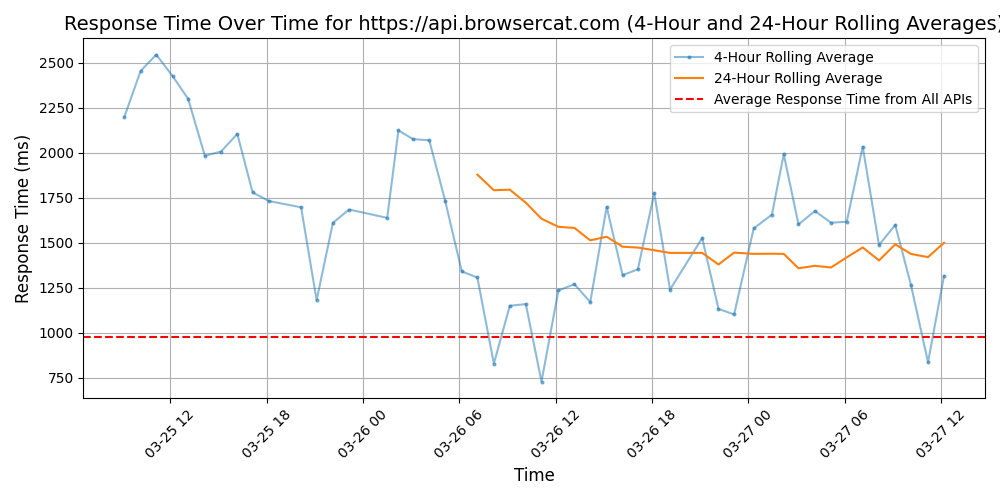 Response Time Over Time for https://api.browsercat.com (4-Hour and 24-Hour Rolling Averages)
4-Hour Rolling Average
24-Hour Rolling Average
Average Response Time from All APIs
Response Time (ms)
2500
2250
2000
1750
1500
1250
1000
750
03-25 12
03-25 18
03-26 00
03-26 06
03-26 12
03-26 18
03-27 00
03-27 06
03-27 12
Time